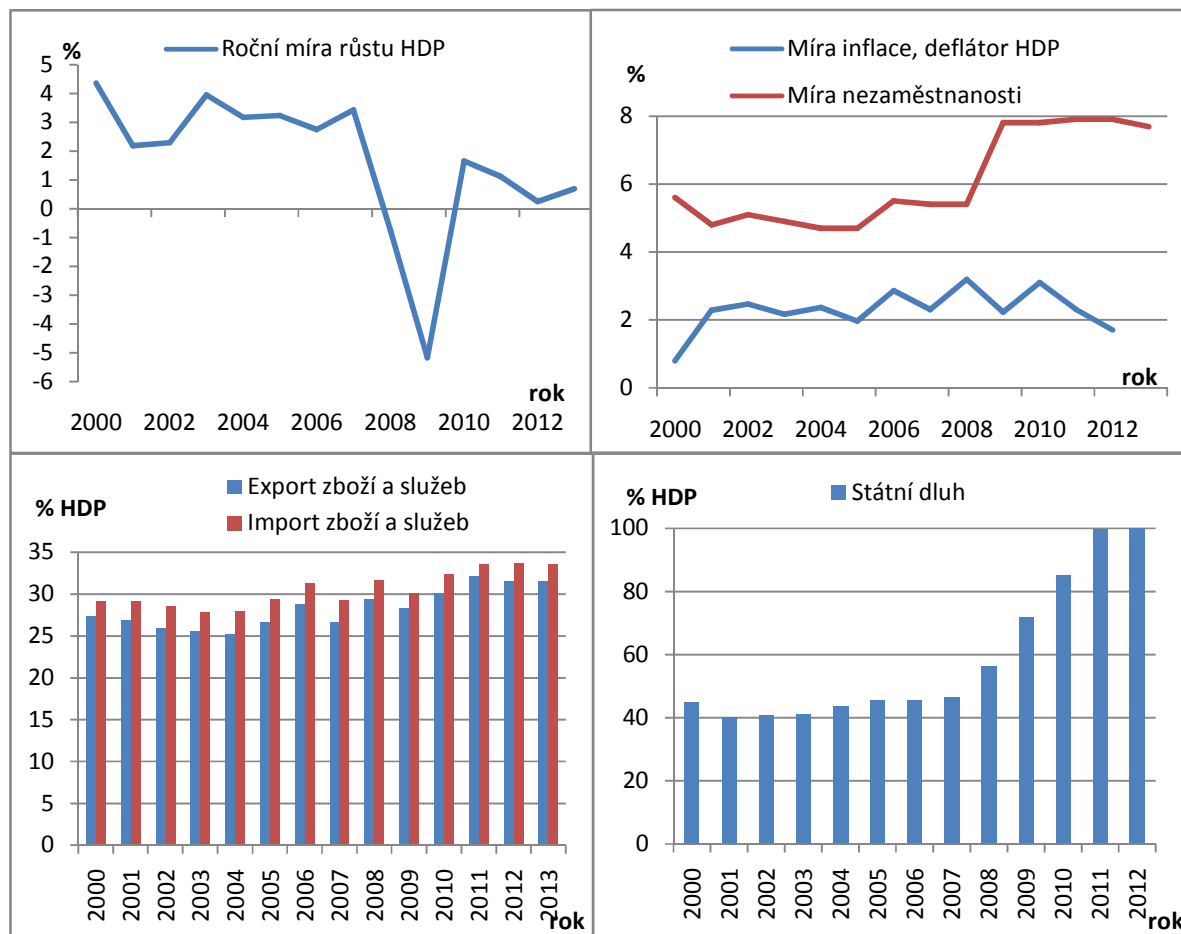 %
Roční míra růstu HDP
5
4
3
2
1
0
-1
-2
-3
-4
-5
-6
rok
2000 2002 2004 2006 2008 2010 2012
Míra inflace, deflátor HDP
%
Míra nezaměstnanosti
8
6
4
2
0
rok
2000 2002 2004 2006 2008 2010 2012
Export zboží a služeb
% HDP
Import zboží a služeb
35
30
25
20
15
10
5
0
2000 2001 2002 2003 2004 2005 2006 2007 2008 2009 2010 2011 2012 2013
rok
% HDP
Státní dluh
100
80
60
40
20
0
2000 2001 2002 2003 2004 2005 2006 2007 2008 2009 2010 2011 2012
rok